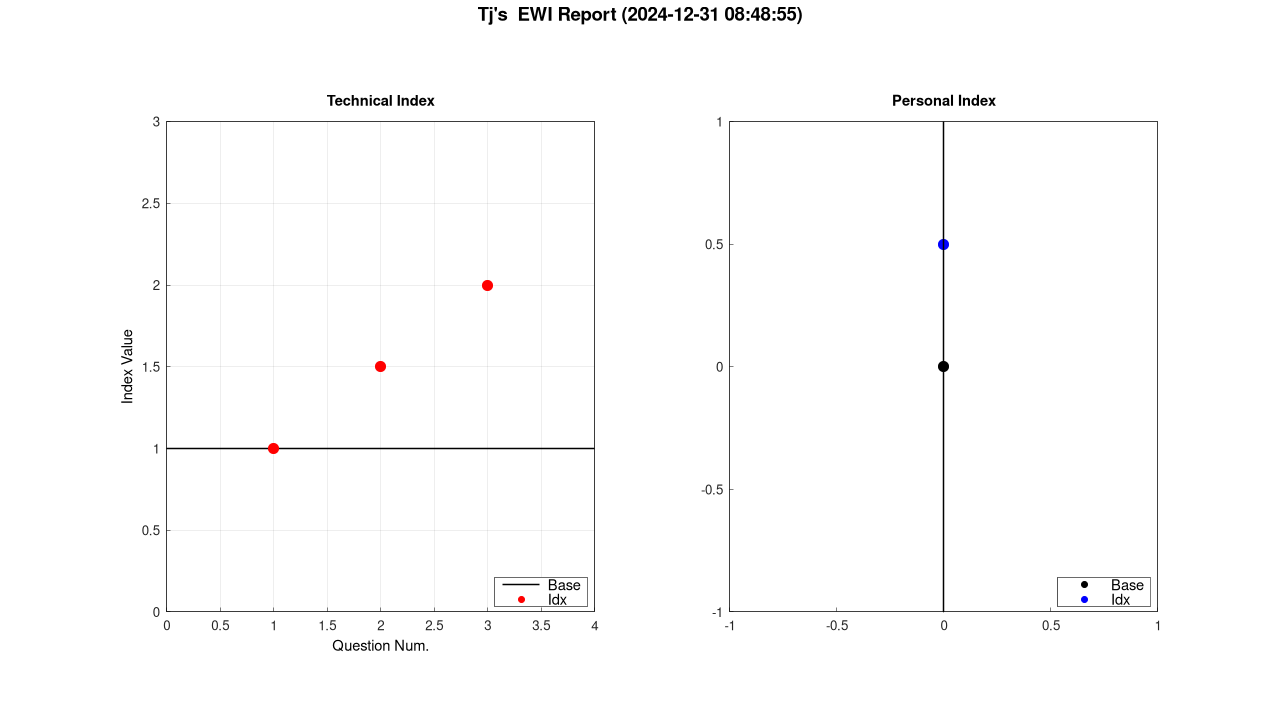 Tj's  EWI Report (2024-12-31 08:48:55)
Technical Index
3
2.5
2
1.5
1
0.5
0
Index Value
0 0.5 1 1.5 2 2.5 3 3.5 4
Question Num.
Base
Idx
Personal Index
1
0.5
0
-0.5
-1
-1 -0.5 0 0.5 1
Base
Idx